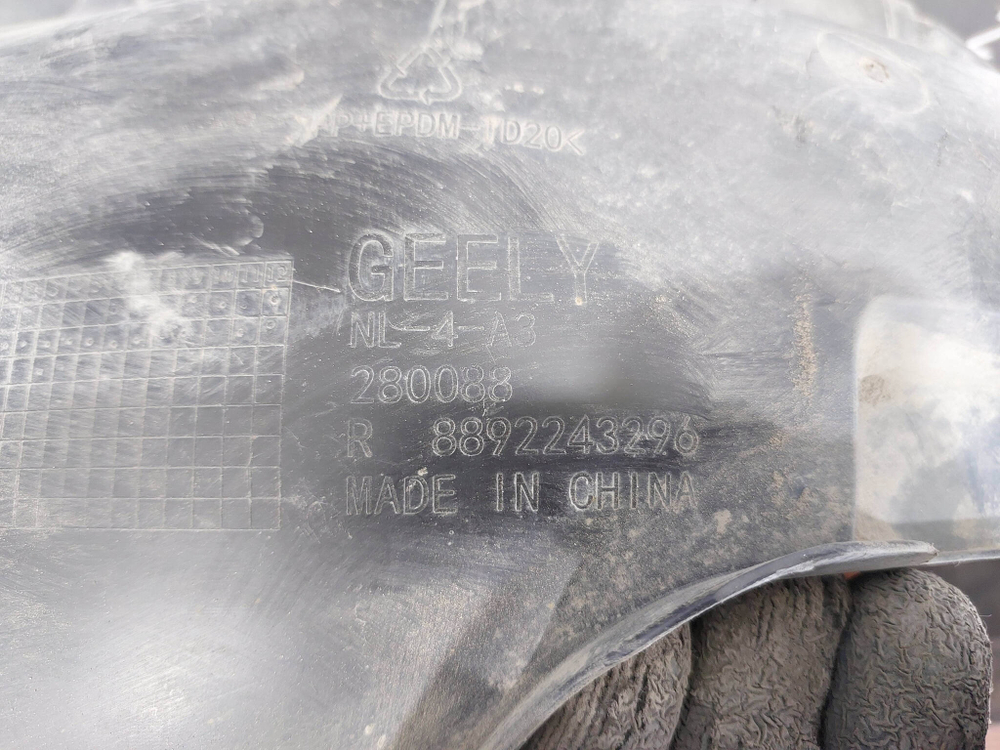 >PP+EPDM-TD20<
GEELY
NL-4-A3
280088
R 8892243296
MADE IN CHINA